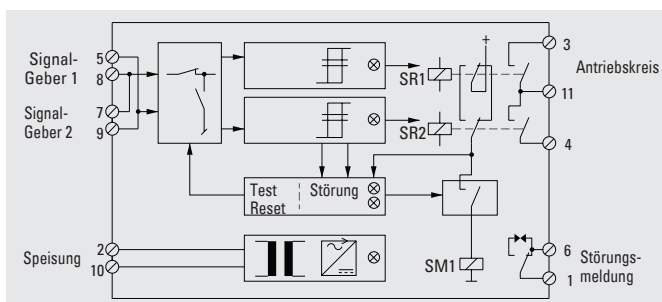 Signal-
Geber 1
5
8
Signal-
Geber 2
7
9
SR1
SR2
+
3
11
4
Antriebskreis
Test
Reset
Störung
Speisung
2
10
SM1
6
1
Störungs-
meldung